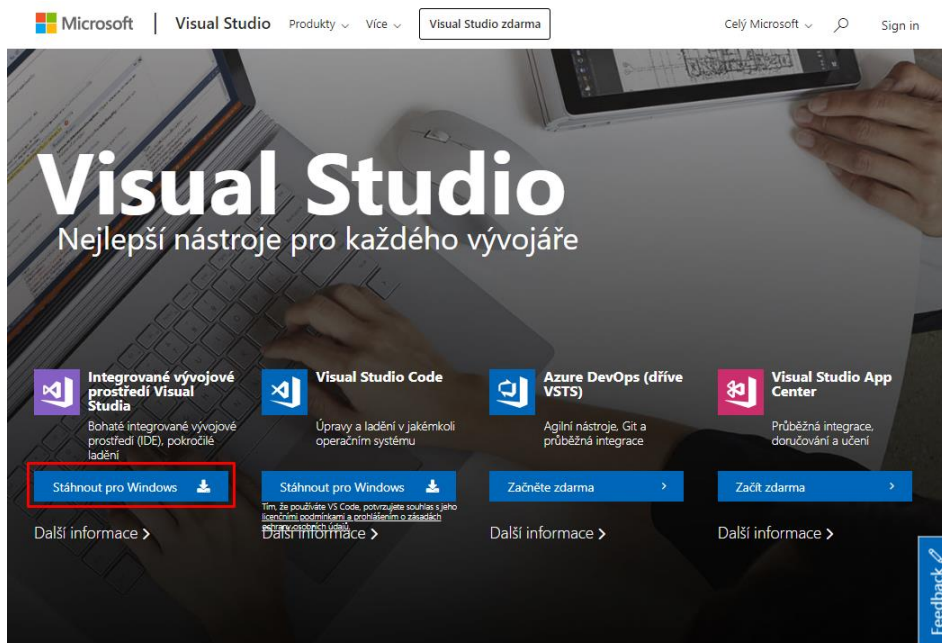 Microsoft | Visual Studio Produkty Více Visual Studio zdarma Celý Microsoft Sign in
Visual Studio
Nejlepší nástroje pro každého vývojáře
Integrované vývojové
prostředí Visual
Studia
Bohaté integrované vývojové
prostředí (IDE), pokročilé
ladění
Stáhnout pro Windows
Další informace
Visual Studio Code
Úpravy a ladění v jakémkoli
operačním systému
Stáhnout pro Windows
Tím, že používáte VS Code, potvrzujete souhlas s jeho
licenčními podmínkami a prohlášením o zásadách
ochrany osobních údajů.
Další informace
Azure DevOps (dříve
VSTS)
Agilní nástroje, Git a
průběžná integrace
Začněte zdarma
Další informace
Visual Studio App
Center
Průběžná integrace,
doručování a učení
Začít zdarma
Další informace
Feedback